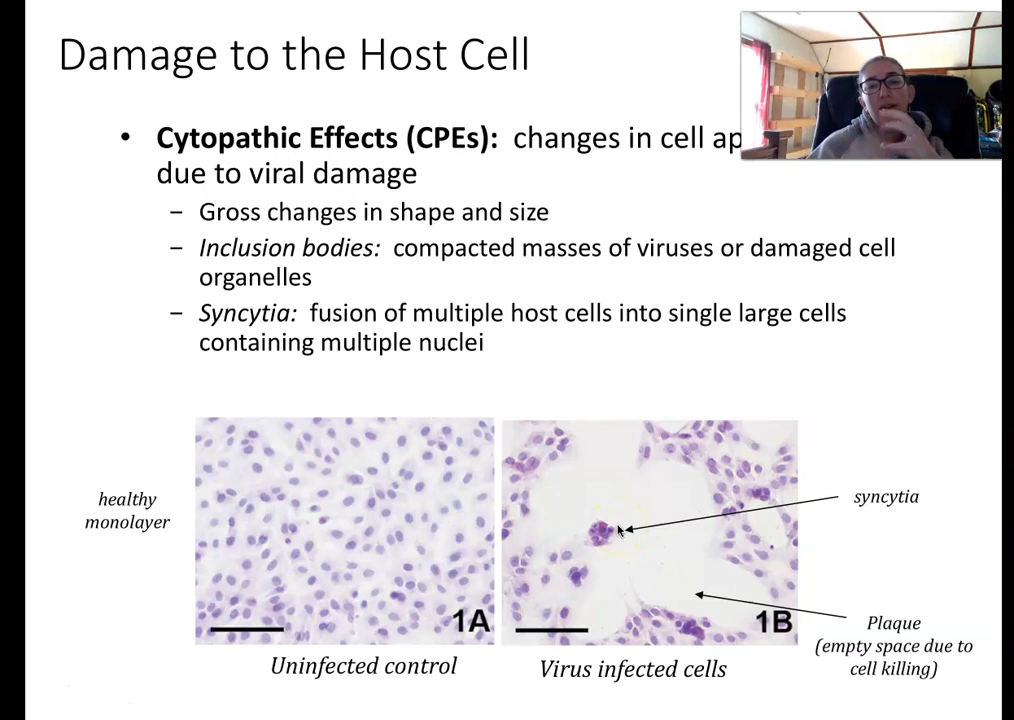 Damage to the Host Cell
• Cytopathic Effects (CPEs): changes in cell ap
due to viral damage
– Gross changes in shape and size
– Inclusion bodies: compacted masses of viruses or damaged cell
organelles
– Syncytia: fusion of multiple host cells into single large cells
containing multiple nuclei
healthy
monolayer
1A
1B
syncytia
Plaque
(empty space due to
cell killing)
Uninfected control
Virus infected cells